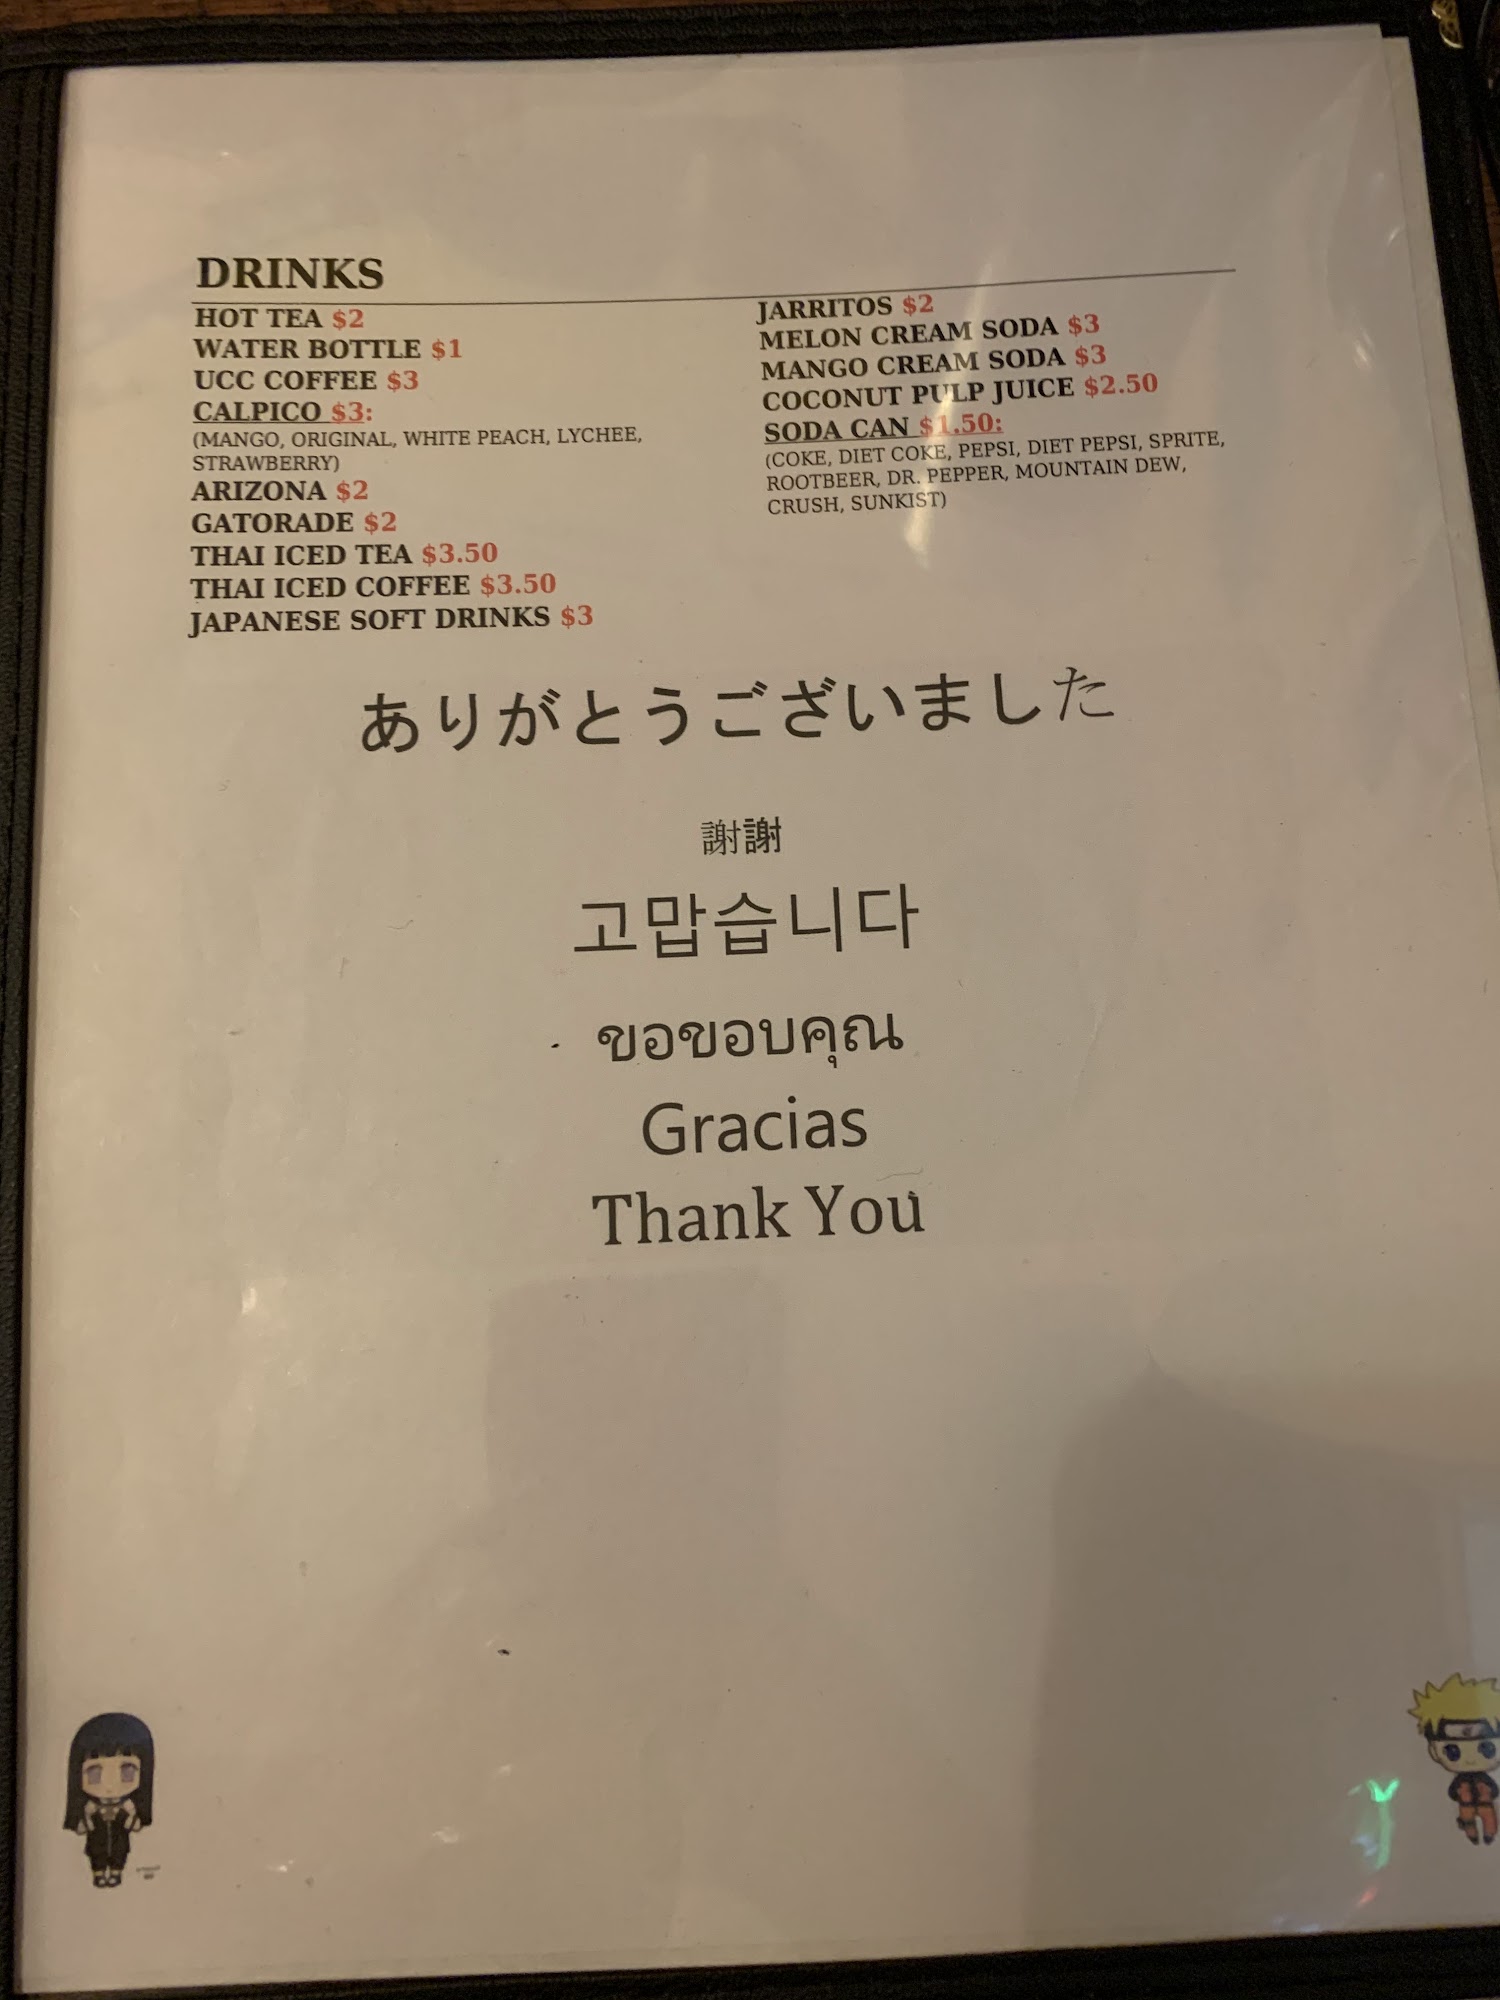 DRINKS
HOT TEA $2
WATER BOTTLE $1
UCC COFFEE $3
CALPICO $3:
(MANGO, ORIGINAL, WHITE PEACH, LYCHEE,
STRAWBERRY)
ARIZONA $2
GATORADE $2
THAI ICED TEA $3.50
THAI ICED COFFEE $3.50
JAPANESE SOFT DRINKS $3
JARRITOS $2
MELON CREAM SODA $3
MANGO CREAM SODA $3
COCONUT PULP JUICE $2.50
SODA CAN $1.50:
(COKE, DIET COKE, PEPSI, DIET PEPSI, SPRITE,
ROOTBEER, DR. PEPPER, MOUNTAIN DEW,
CRUSH, SUNKIST)
ありがとうございました
謝謝
고맙습니다
ขอขอบคุณ
Gracias
Thank You